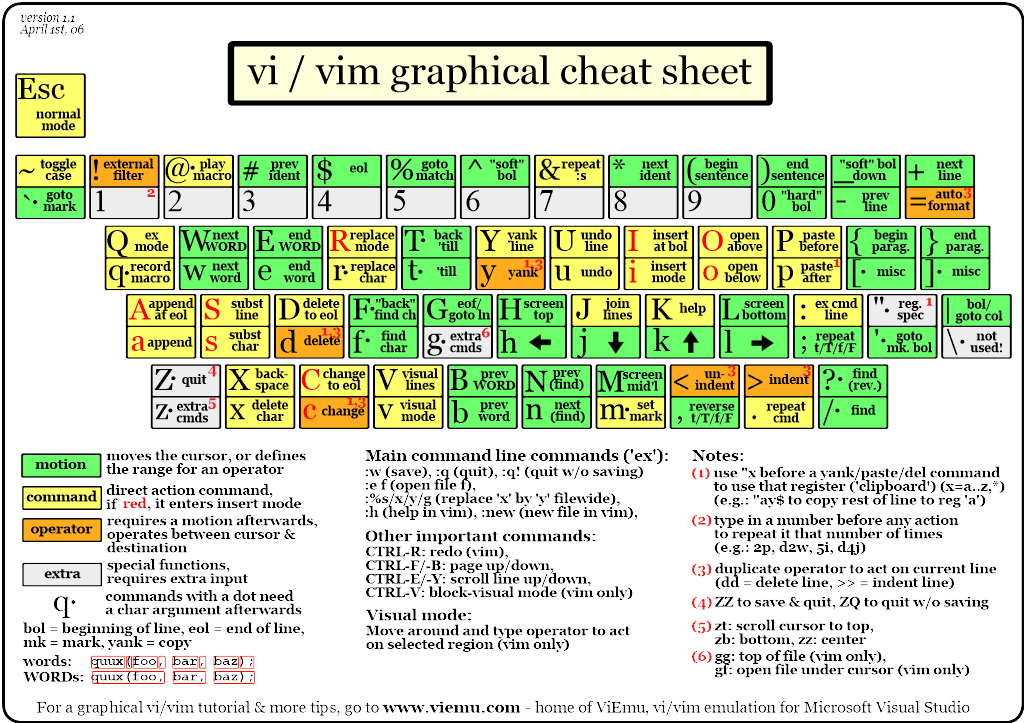 version 1.1
April 1st, 06
vi / vim graphical cheat sheet
Esc
normal
mode
~ toggle case
! external filter
@· play macro
# prev ident
$ eol
% goto match
^ "soft" bol
& repeat :s
* next ident
( begin sentence
) end sentence
_ "soft" bol down
+ next line
`· goto mark
1 2
2
3
4
5
6
7
8
9
0 "hard" bol
- prev line
= auto format 3
Q ex mode
W next WORD
E end WORD
R replace mode
T· back 'till
Y yank line
U undo line
I insert at bol
O open above
P paste before
{ begin parag.
} end parag.
q· record macro
w next word
e end word
r· replace char
t· 'till
y yank 1,3
u undo
i insert mode
o open below
p paste after 1
[· misc
]· misc
A append at eol
S subst line
D delete to eol
F· "back" find ch
G eof/ goto ln
H screen top
J join lines
K help
L screen bottom
: ex cmd line
"· reg. spec 1
| bol/ goto col
a append
s subst char
d delete 1,3
f· find char
g· extra cmds 6
h ←
j ↓
k ↑
l →
; repeat t/T/f/F
'· goto mk. bol
\· not used!
Z· quit 4
X back- space
C change to eol
V visual lines
B prev WORD
N prev (find)
M screen mid'l
< un- indent 3
> indent 3
?· find (rev.)
z· extra cmds 5
x delete char
c change 1,3
v visual mode
b prev word
n next (find)
m· set mark
, reverse t/T/f/F
. repeat cmd
/· find
motion
moves the cursor, or defines
the range for an operator
command
direct action command,
if red, it enters insert mode
operator
requires a motion afterwards,
operates between cursor &
destination
extra
special functions,
requires extra input
q·
commands with a dot need
a char argument afterwards
bol = beginning of line, eol = end of line,
mk = mark, yank = copy
words: quux(foo, bar, baz);
WORDs: quux(foo, bar, baz);
Main command line commands ('ex'):
:w (save), :q (quit), :q! (quit w/o saving)
:e f (open file f),
:%s/x/y/g (replace 'x' by 'y' filewide),
:h (help in vim), :new (new file in vim),
Other important commands:
CTRL-R: redo (vim),
CTRL-F/-B: page up/down,
CTRL-E/-Y: scroll line up/down,
CTRL-V: block-visual mode (vim only)
Visual mode:
Move around and type operator to act
on selected region (vim only)
Notes:
(1) use "x before a yank/paste/del command
to use that register ('clipboard') (x=a..z,*)
(e.g.: "ay$ to copy rest of line to reg 'a')
(2) type in a number before any action
to repeat it that number of times
(e.g.: 2p, d2w, 5i, d4j)
(3) duplicate operator to act on current line
(dd = delete line, >> = indent line)
(4) ZZ to save & quit, ZQ to quit w/o saving
(5) zt: scroll cursor to top,
zb: bottom, zz: center
(6) gg: top of file (vim only),
gf: open file under cursor (vim only)
For a graphical vi/vim tutorial & more tips, go to www.viemu.com - home of ViEmu, vi/vim emulation for Microsoft Visual Studio